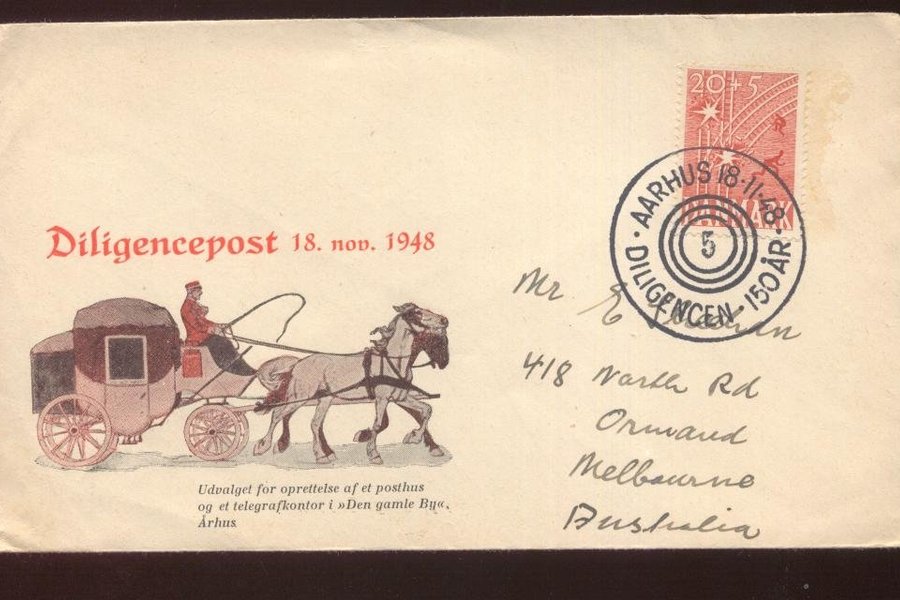 20+5
DANMARK
AARHUS 18·11·48
5
DILIGENCEN · 150 ÅR
Diligencepost 18. nov. 1948
Udvalget for oprettelse af et posthus
og et telegrafkontor i »Den gamle By«,
Århus
Mr E
418 North Rd
Ormand
Melbourne
Australia